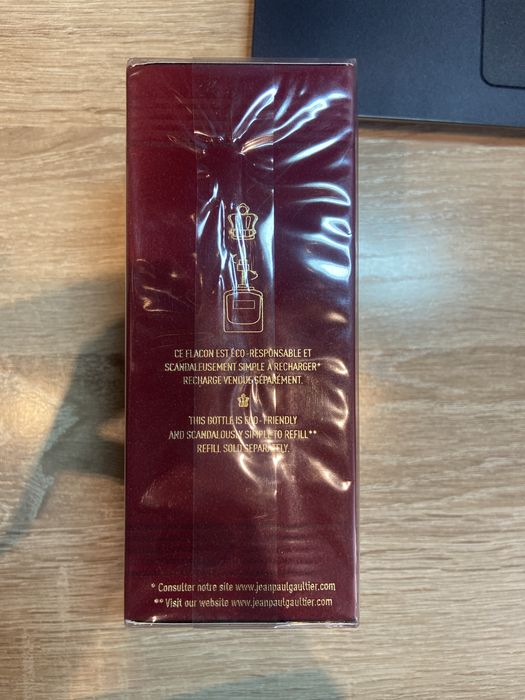 CE FLACON EST ÉCO-RESPONSABLE ET
SCANDALEUSEMENT SIMPLE À RECHARGER*
RECHARGE VENDUE SÉPARÉMENT.
THIS BOTTLE IS ECO-FRIENDLY
AND SCANDALOUSLY SIMPLE TO REFILL**
REFILL SOLD SEPARATELY.
* Consulter notre site www.jeanpaulgaultier.com
** Visit our website www.jeanpaulgaultier.com